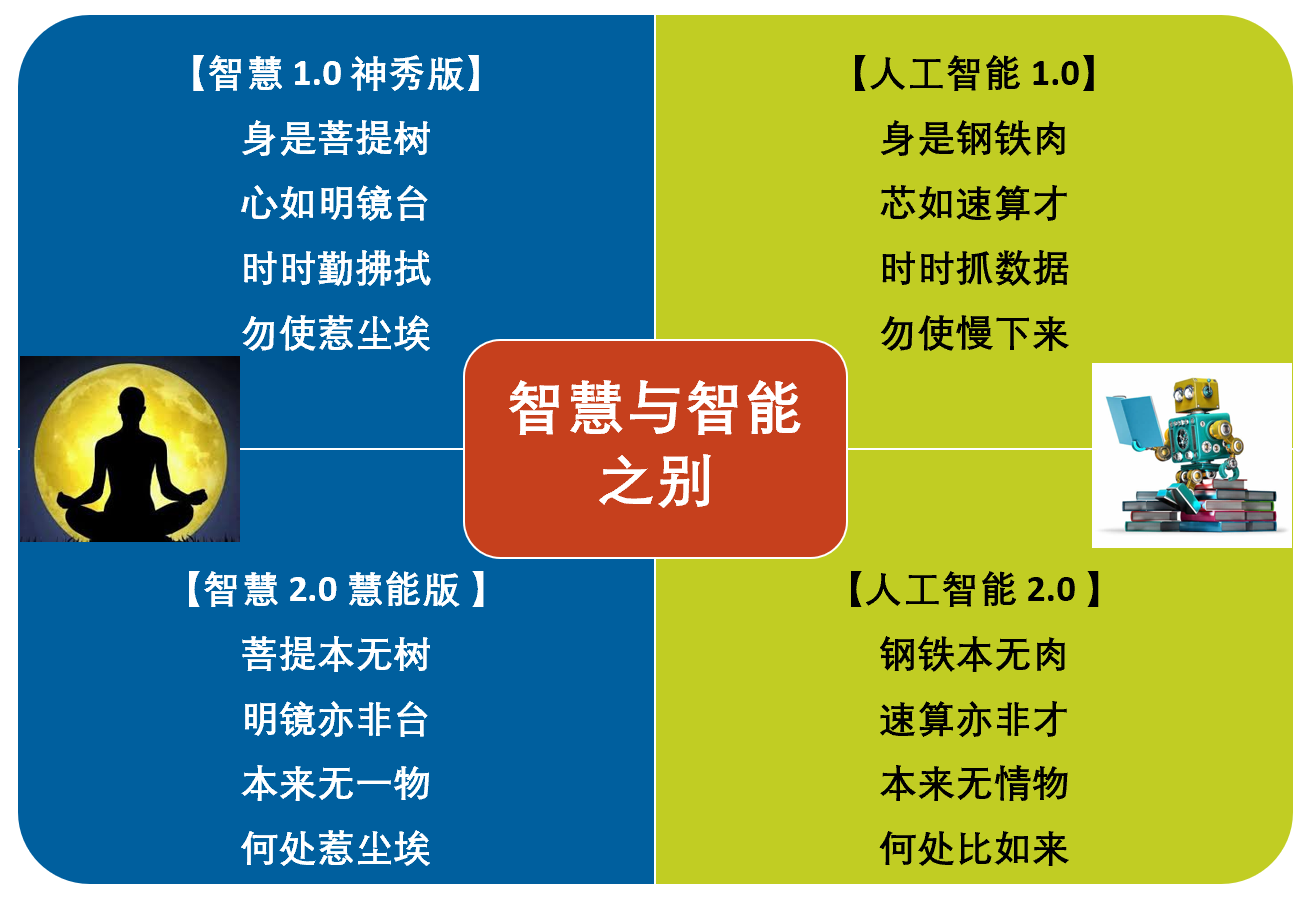 【智慧 1.0 神秀版】
身是菩提树
心如明镜台
时时勤拂拭
勿使惹尘埃
【人工智能 1.0】
身是钢铁肉
芯如速算才
时时抓数据
勿使慢下来
智慧与智能
之别
【智慧 2.0 慧能版 】
菩提本无树
明镜亦非台
本来无一物
何处惹尘埃
【人工智能 2.0 】
钢铁本无肉
速算亦非才
本来无情物
何处比如来